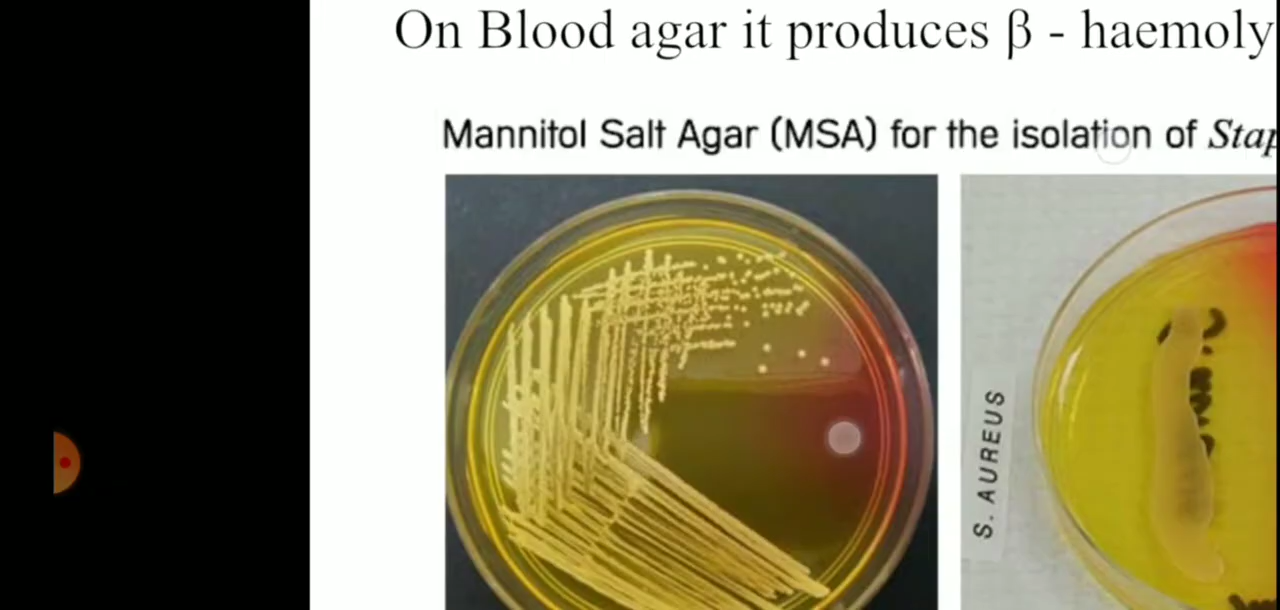 On Blood agar it produces β - haemoly
Mannitol Salt Agar (MSA) for the isolation of Stap
S. AUREUS